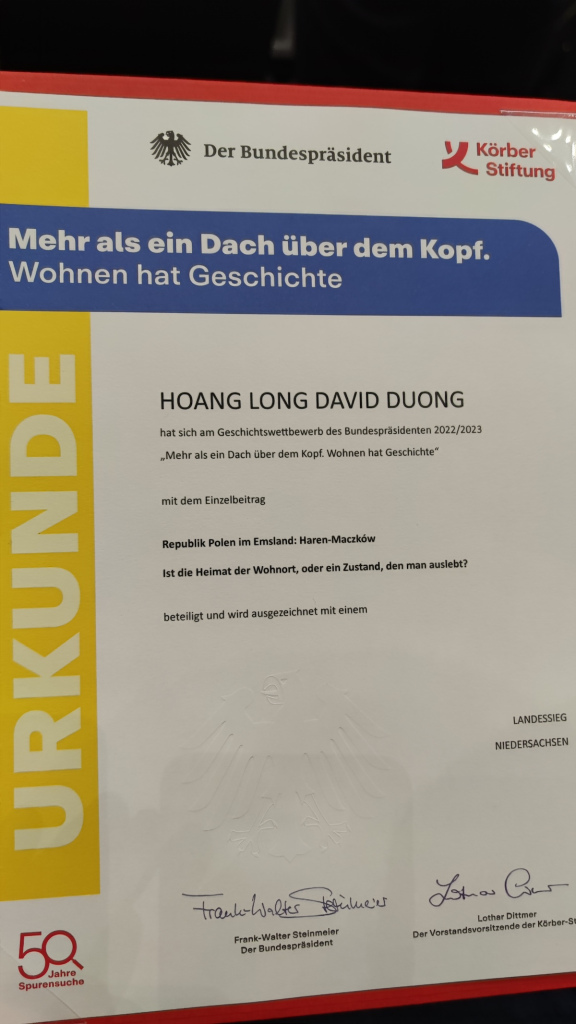 Der Bundespräsident
Körber
Stiftung
Mehr als ein Dach über dem Kopf.
Wohnen hat Geschichte
URKUNDE
HOANG LONG DAVID DUONG
hat sich am Geschichtswettbewerb des Bundespräsidenten 2022/2023
„Mehr als ein Dach über dem Kopf. Wohnen hat Geschichte“
mit dem Einzelbeitrag
Republik Polen im Emsland: Haren-Maczków
Ist die Heimat der Wohnort, oder ein Zustand, den man auslebt?
beteiligt und wird ausgezeichnet mit einem
LANDESSIEG
NIEDERSACHSEN
Frank-Walter Steinmeier
Frank-Walter Steinmeier
Der Bundespräsident
Lothar Dittmer
Der Vorstandsvorsitzende der Körber-St
50
Jahre
Spurensuche